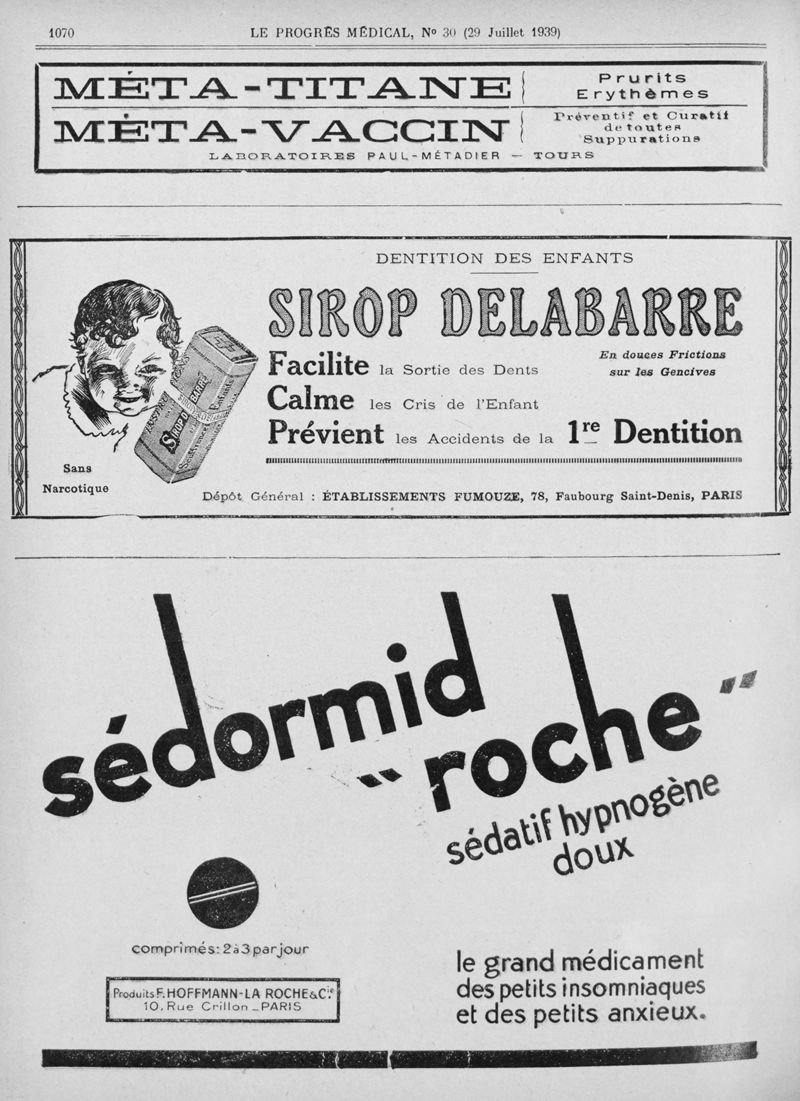 1070
LE PROGRÈS MÉDICAL, Nº 30 (29 Juillet 1939)
MÉTA-TITANE
Prurits
Erythèmes
MÉTA-VACCIN
Préventif et Curatif
de toutes
Suppurations
LABORATOIRES PAUL-MÉTADIER — TOURS
DENTITION DES ENFANTS
SIROP DELABARRE
Facilite la Sortie des Dents
En douces Frictions
sur les Gencives
Calme les Cris de l'Enfant
Prévient les Accidents de la 1re Dentition
SIROP DELABARRE
Sans
Narcotique
Dépôt Général : ÉTABLISSEMENTS FUMOUZE, 78, Faubourg Saint-Denis, PARIS
sédormid
"roche"
sédatif hypnogène
doux
comprimés: 2 à 3 par jour
Produits F. HOFFMANN-LA ROCHE & Cie
10, Rue Crillon _ PARIS
le grand médicament
des petits insomniaques
et des petits anxieux.